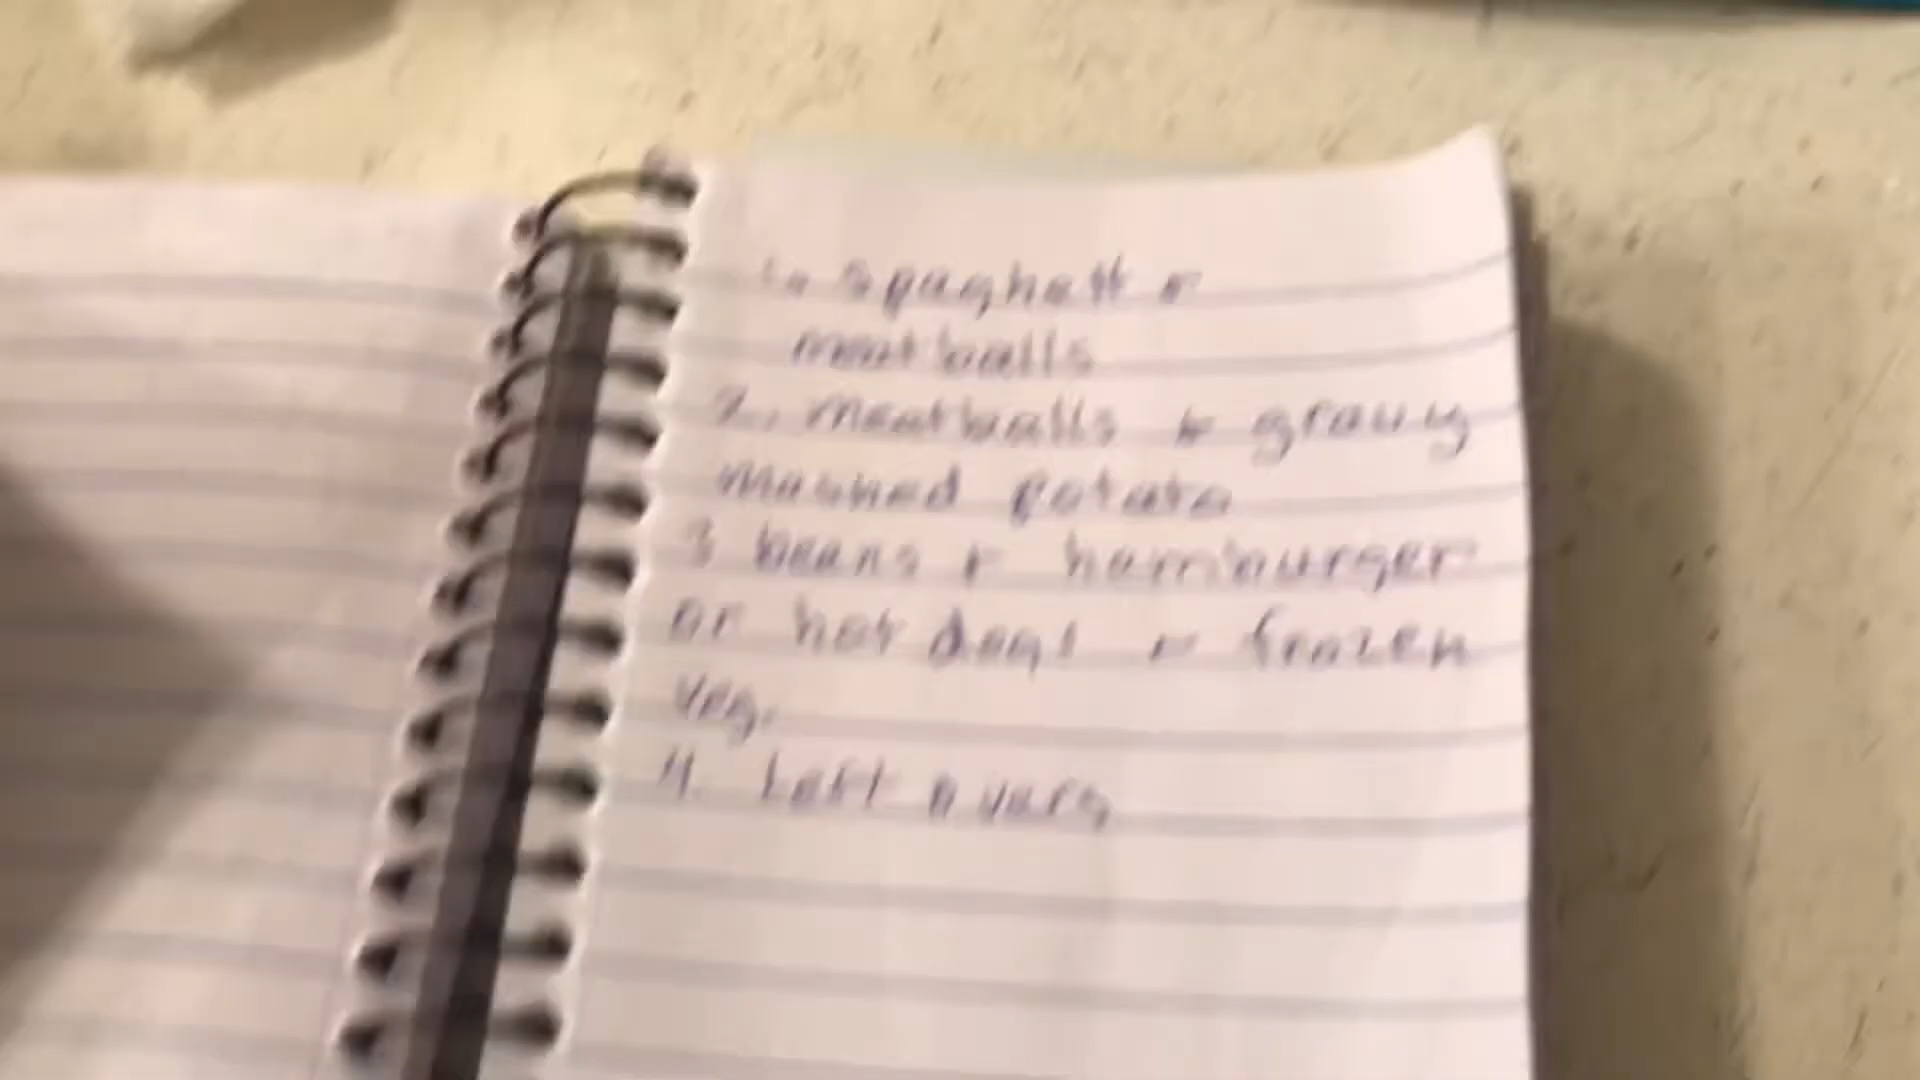 1. Spaghetti +
meatballs
2. Meatballs + gravy
mashed potato
3 beans + hamburger
or hot dogs + frozen
veg.
4. Left overs